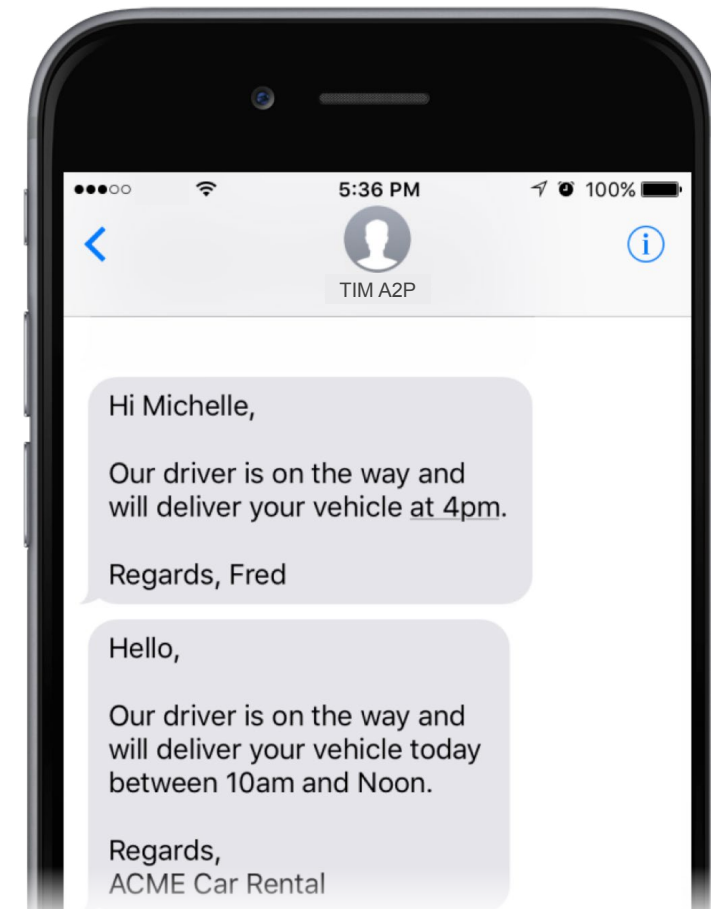 5:36 PM
100%
TIM A2P
Hi Michelle,
Our driver is on the way and
will deliver your vehicle at 4pm.
Regards, Fred
Hello,
Our driver is on the way and
will deliver your vehicle today
between 10am and Noon.
Regards,
ACME Car Rental